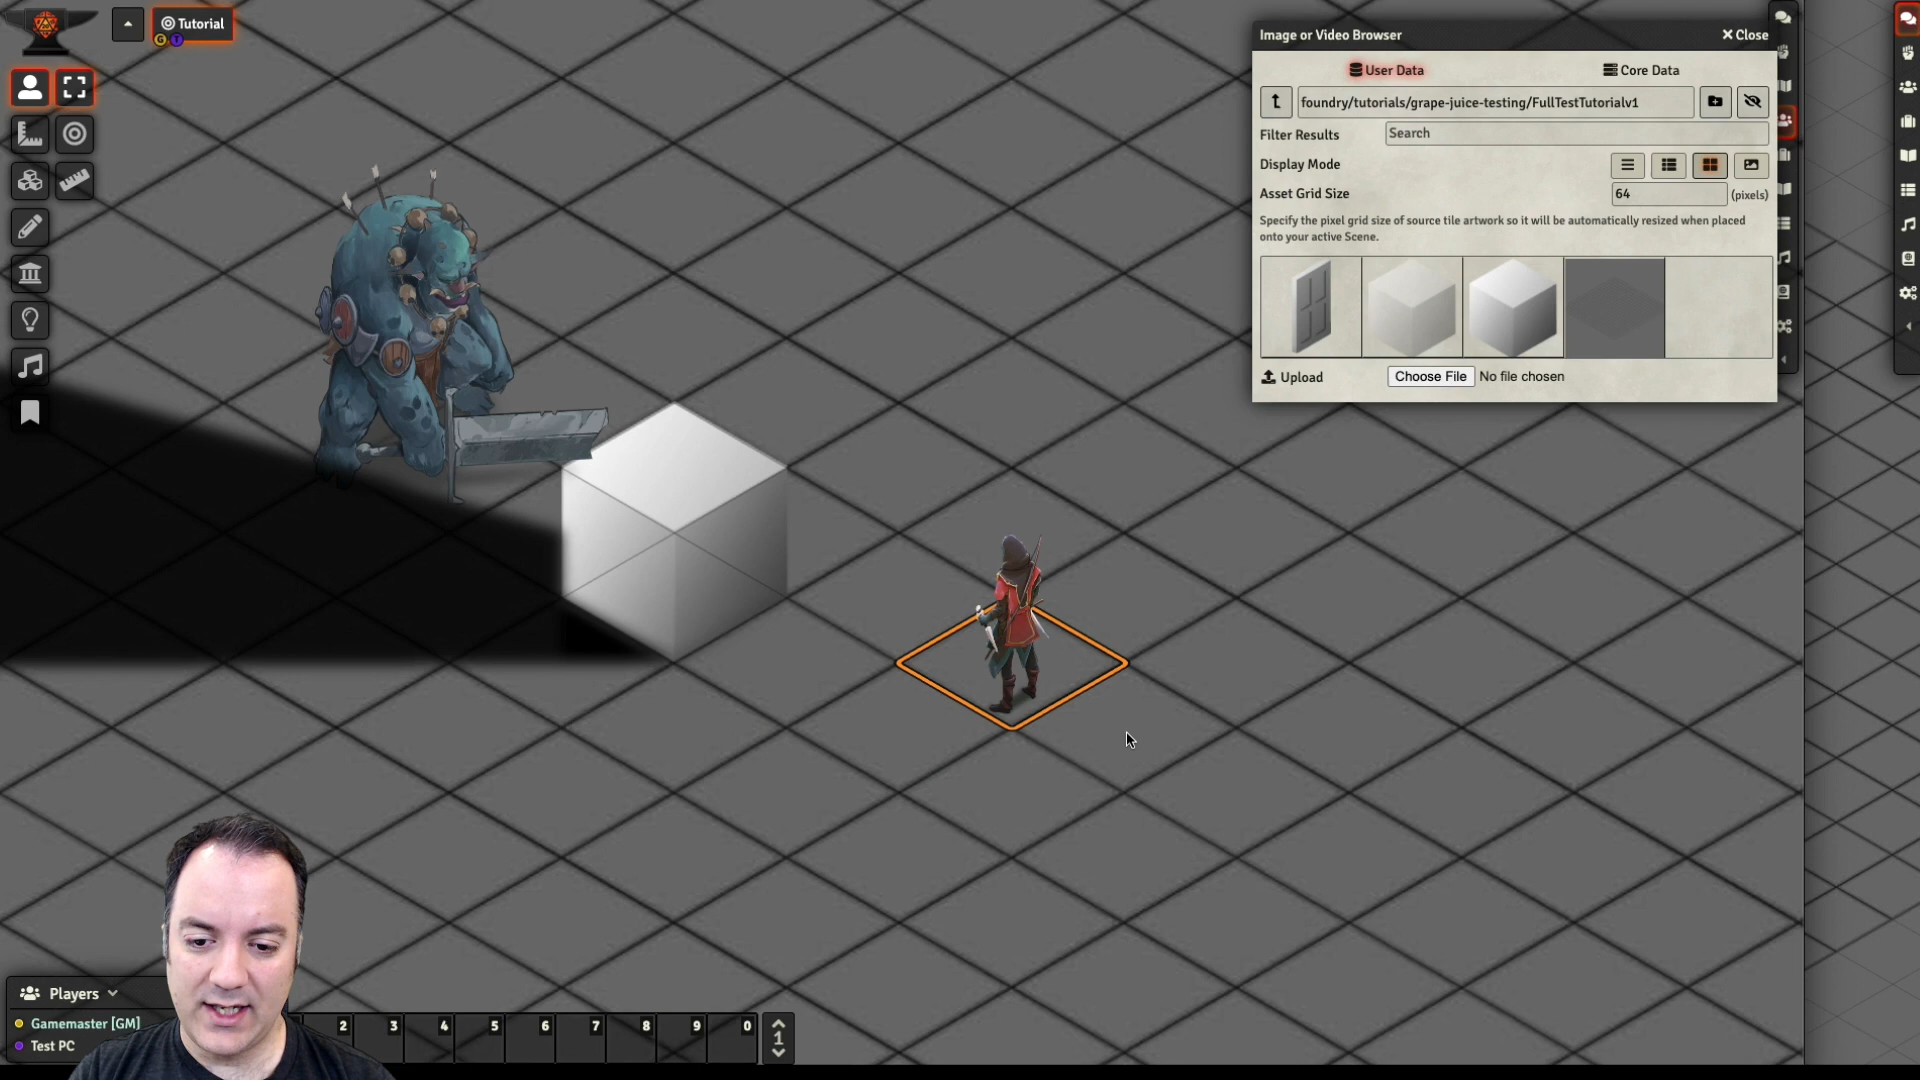 Tutorial
G T
Image or Video Browser
Close
User Data
Core Data
foundry/tutorials/grape-juice-testing/FullTestTutorialv1
Filter Results
Search
Display Mode
Asset Grid Size
64
(pixels)
Specify the pixel grid size of source tile artwork so it will be automatically resized when placed
onto your active Scene.
Upload
Choose File
No file chosen
Players
Gamemaster [GM]
Test PC
2 3 4 5 6 7 8 9 0
1